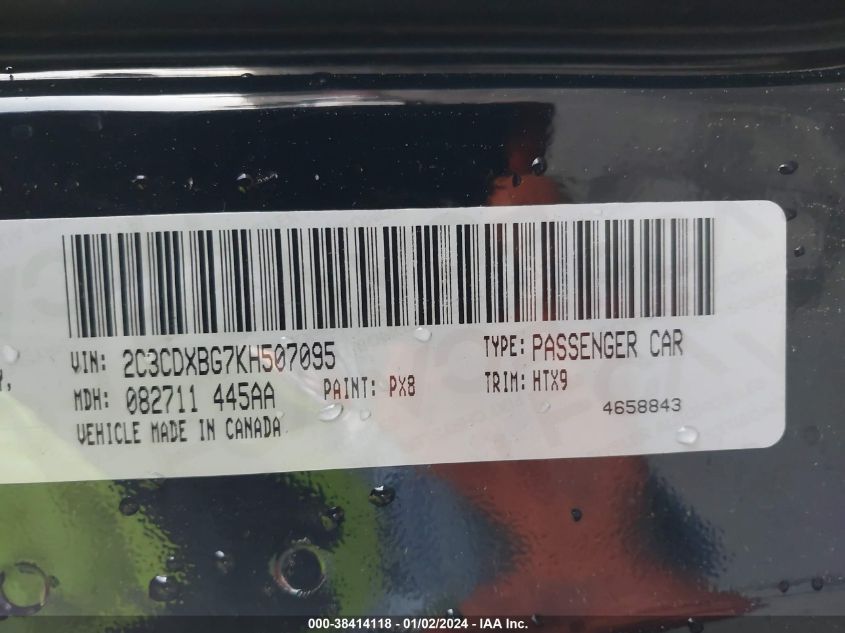 VIN: 2C3CDXBG7KH507095 TYPE: PASSENGER CAR
Y,
MDH: 082711 445AA PAINT: PX8 TRIM: HTX9
VEHICLE MADE IN CANADA 4658843
000-38414118 - 01/02/2024 - IAA Inc.